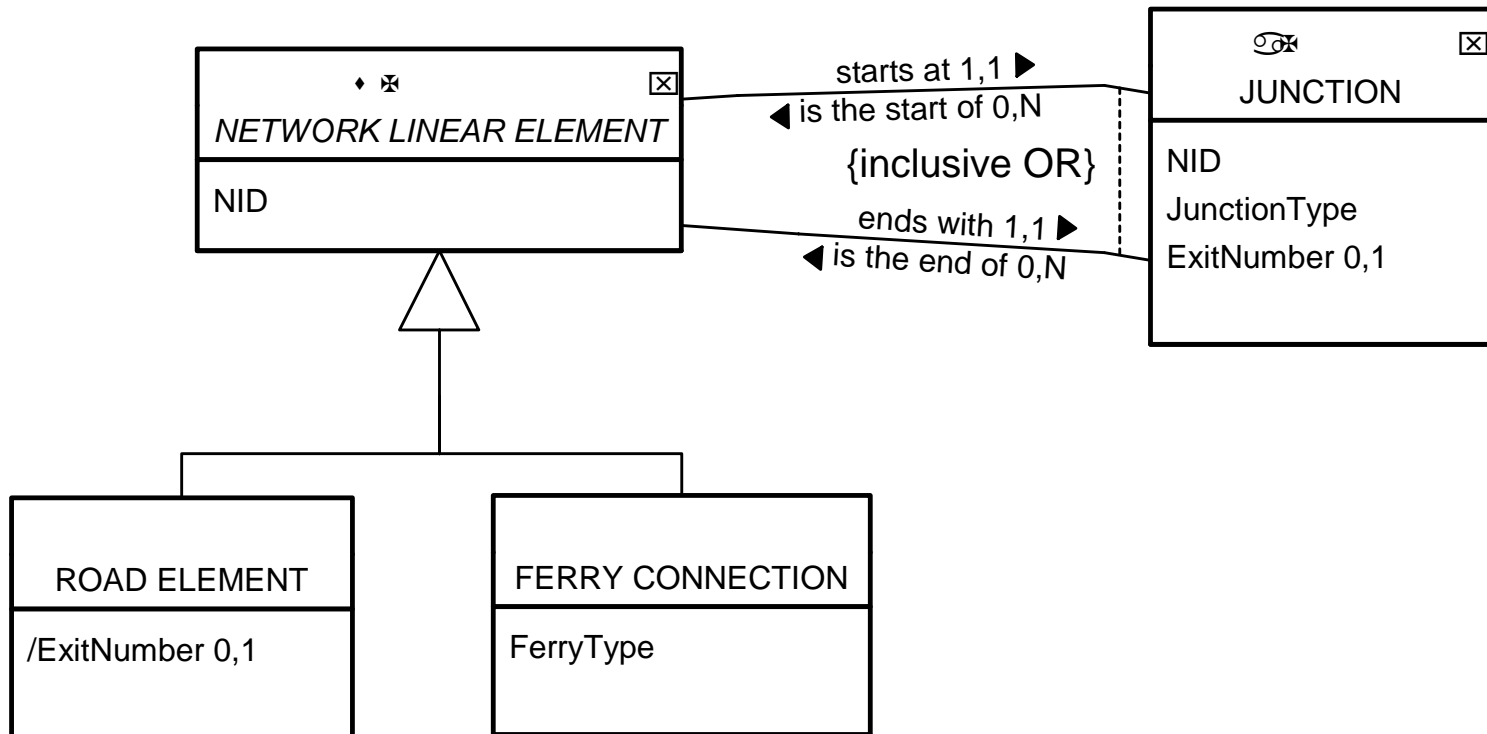 NETWORK LINEAR ELEMENT
NID
starts at 1,1 ▶
◀ is the start of 0,N
{inclusive OR}
ends with 1,1 ▶
◀ is the end of 0,N
JUNCTION
NID
JunctionType
ExitNumber 0,1
ROAD ELEMENT
/ExitNumber 0,1
FERRY CONNECTION
FerryType